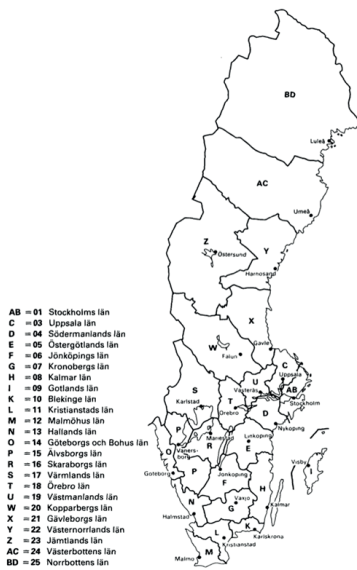 BD
Luleå
AC
Umeå
Z
Östersund
Y
Härnösand
X
W
Falun
Gävle
AB = 01 Stockholms län
C = 03 Uppsala län
D = 04 Södermanlands län
E = 05 Östergötlands län
F = 06 Jönköpings län
G = 07 Kronobergs län
H = 08 Kalmar län
I = 09 Gotlands län
K = 10 Blekinge län
L = 11 Kristianstads län
M = 12 Malmöhus län
N = 13 Hallands län
O = 14 Göteborgs och Bohus län
P = 15 Älvsborgs län
R = 16 Skaraborgs län
S = 17 Värmlands län
T = 18 Örebro län
U = 19 Västmanlands län
W = 20 Kopparbergs län
X = 21 Gävleborgs län
Y = 22 Västernorrlands län
Z = 23 Jämtlands län
AC = 24 Västerbottens län
BD = 25 Norrbottens län
C
Uppsala
U
Västerås
AB
Stockholm
S
Karlstad
T
Örebro
D
Nyköping
P
O
Vänersborg
Mariestad
R
Linköping
E
Visby
I
Göteborg
P
Jönköping
F
H
N
Växjö
G
Kalmar
Halmstad
K
Karlskrona
L
Kristianstad
M
Malmö